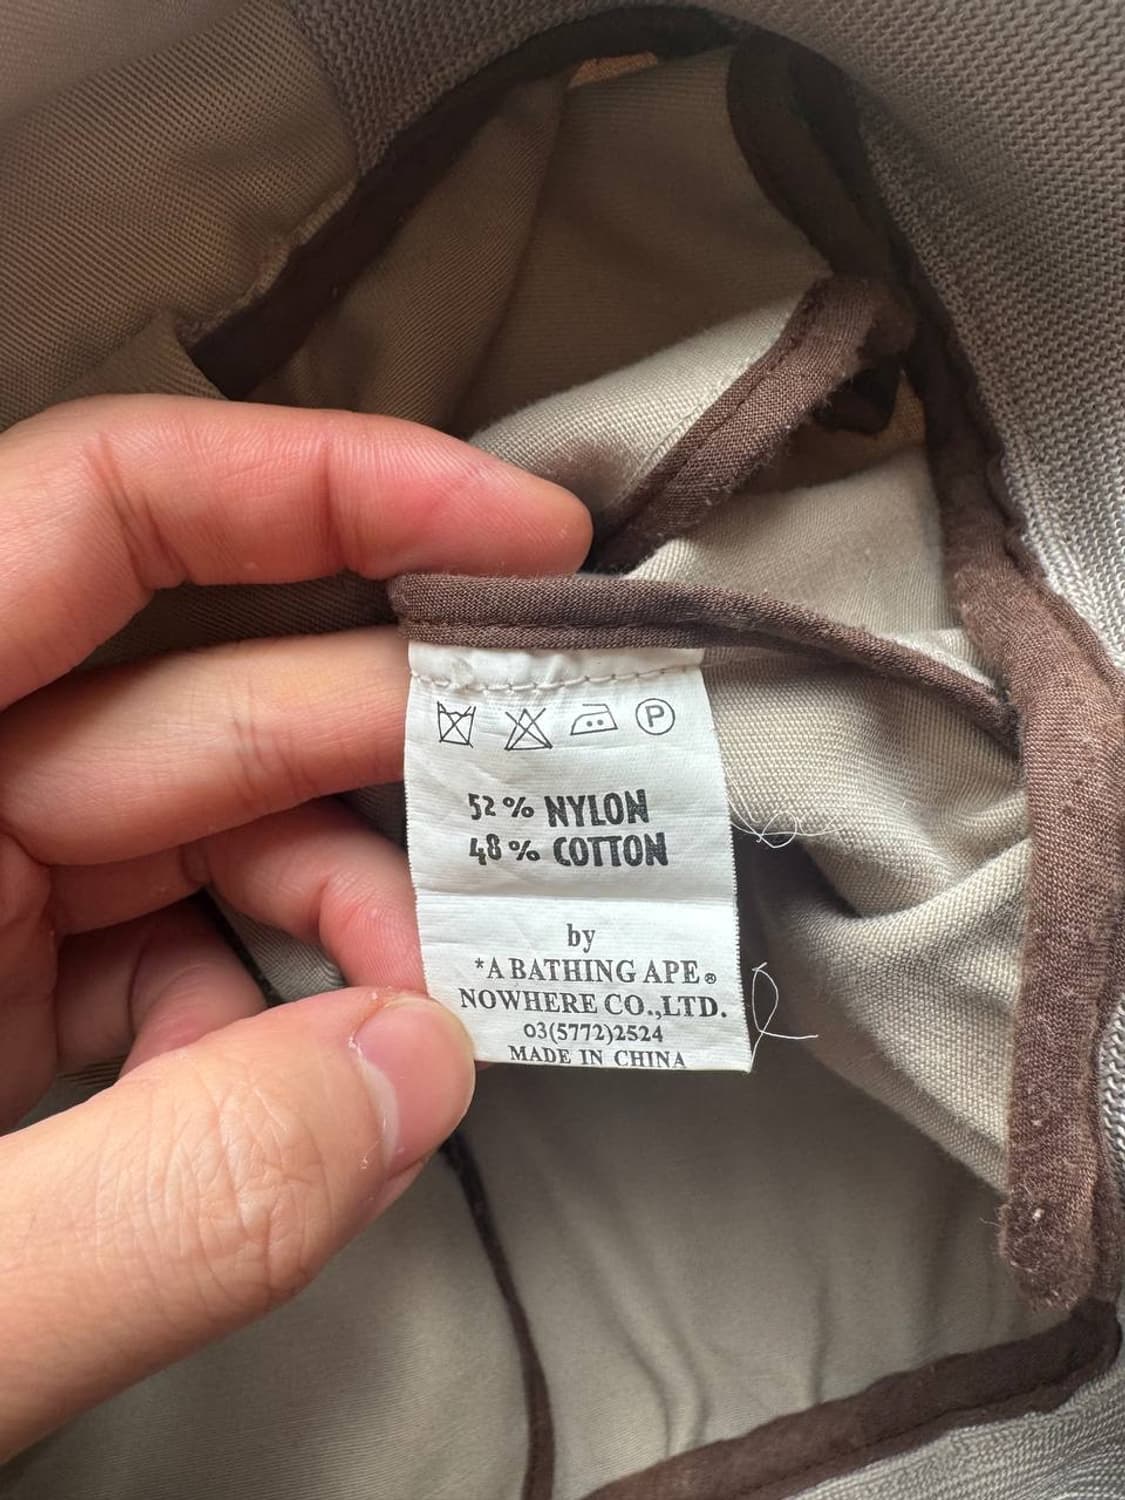 P
52% NYLON
48% COTTON
by
*A BATHING APE®
NOWHERE CO.,LTD.
03(5772)2524
MADE IN CHINA